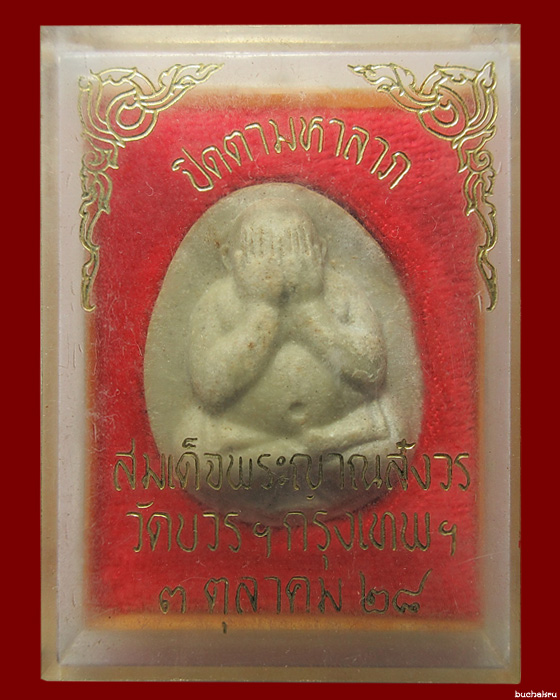 ปิดตามหาลาภ
สมเด็จพระญาณสังวร
วัดบวรฯกรุงเทพฯ
๓ ตุลาคม ๒๘
buchaisru